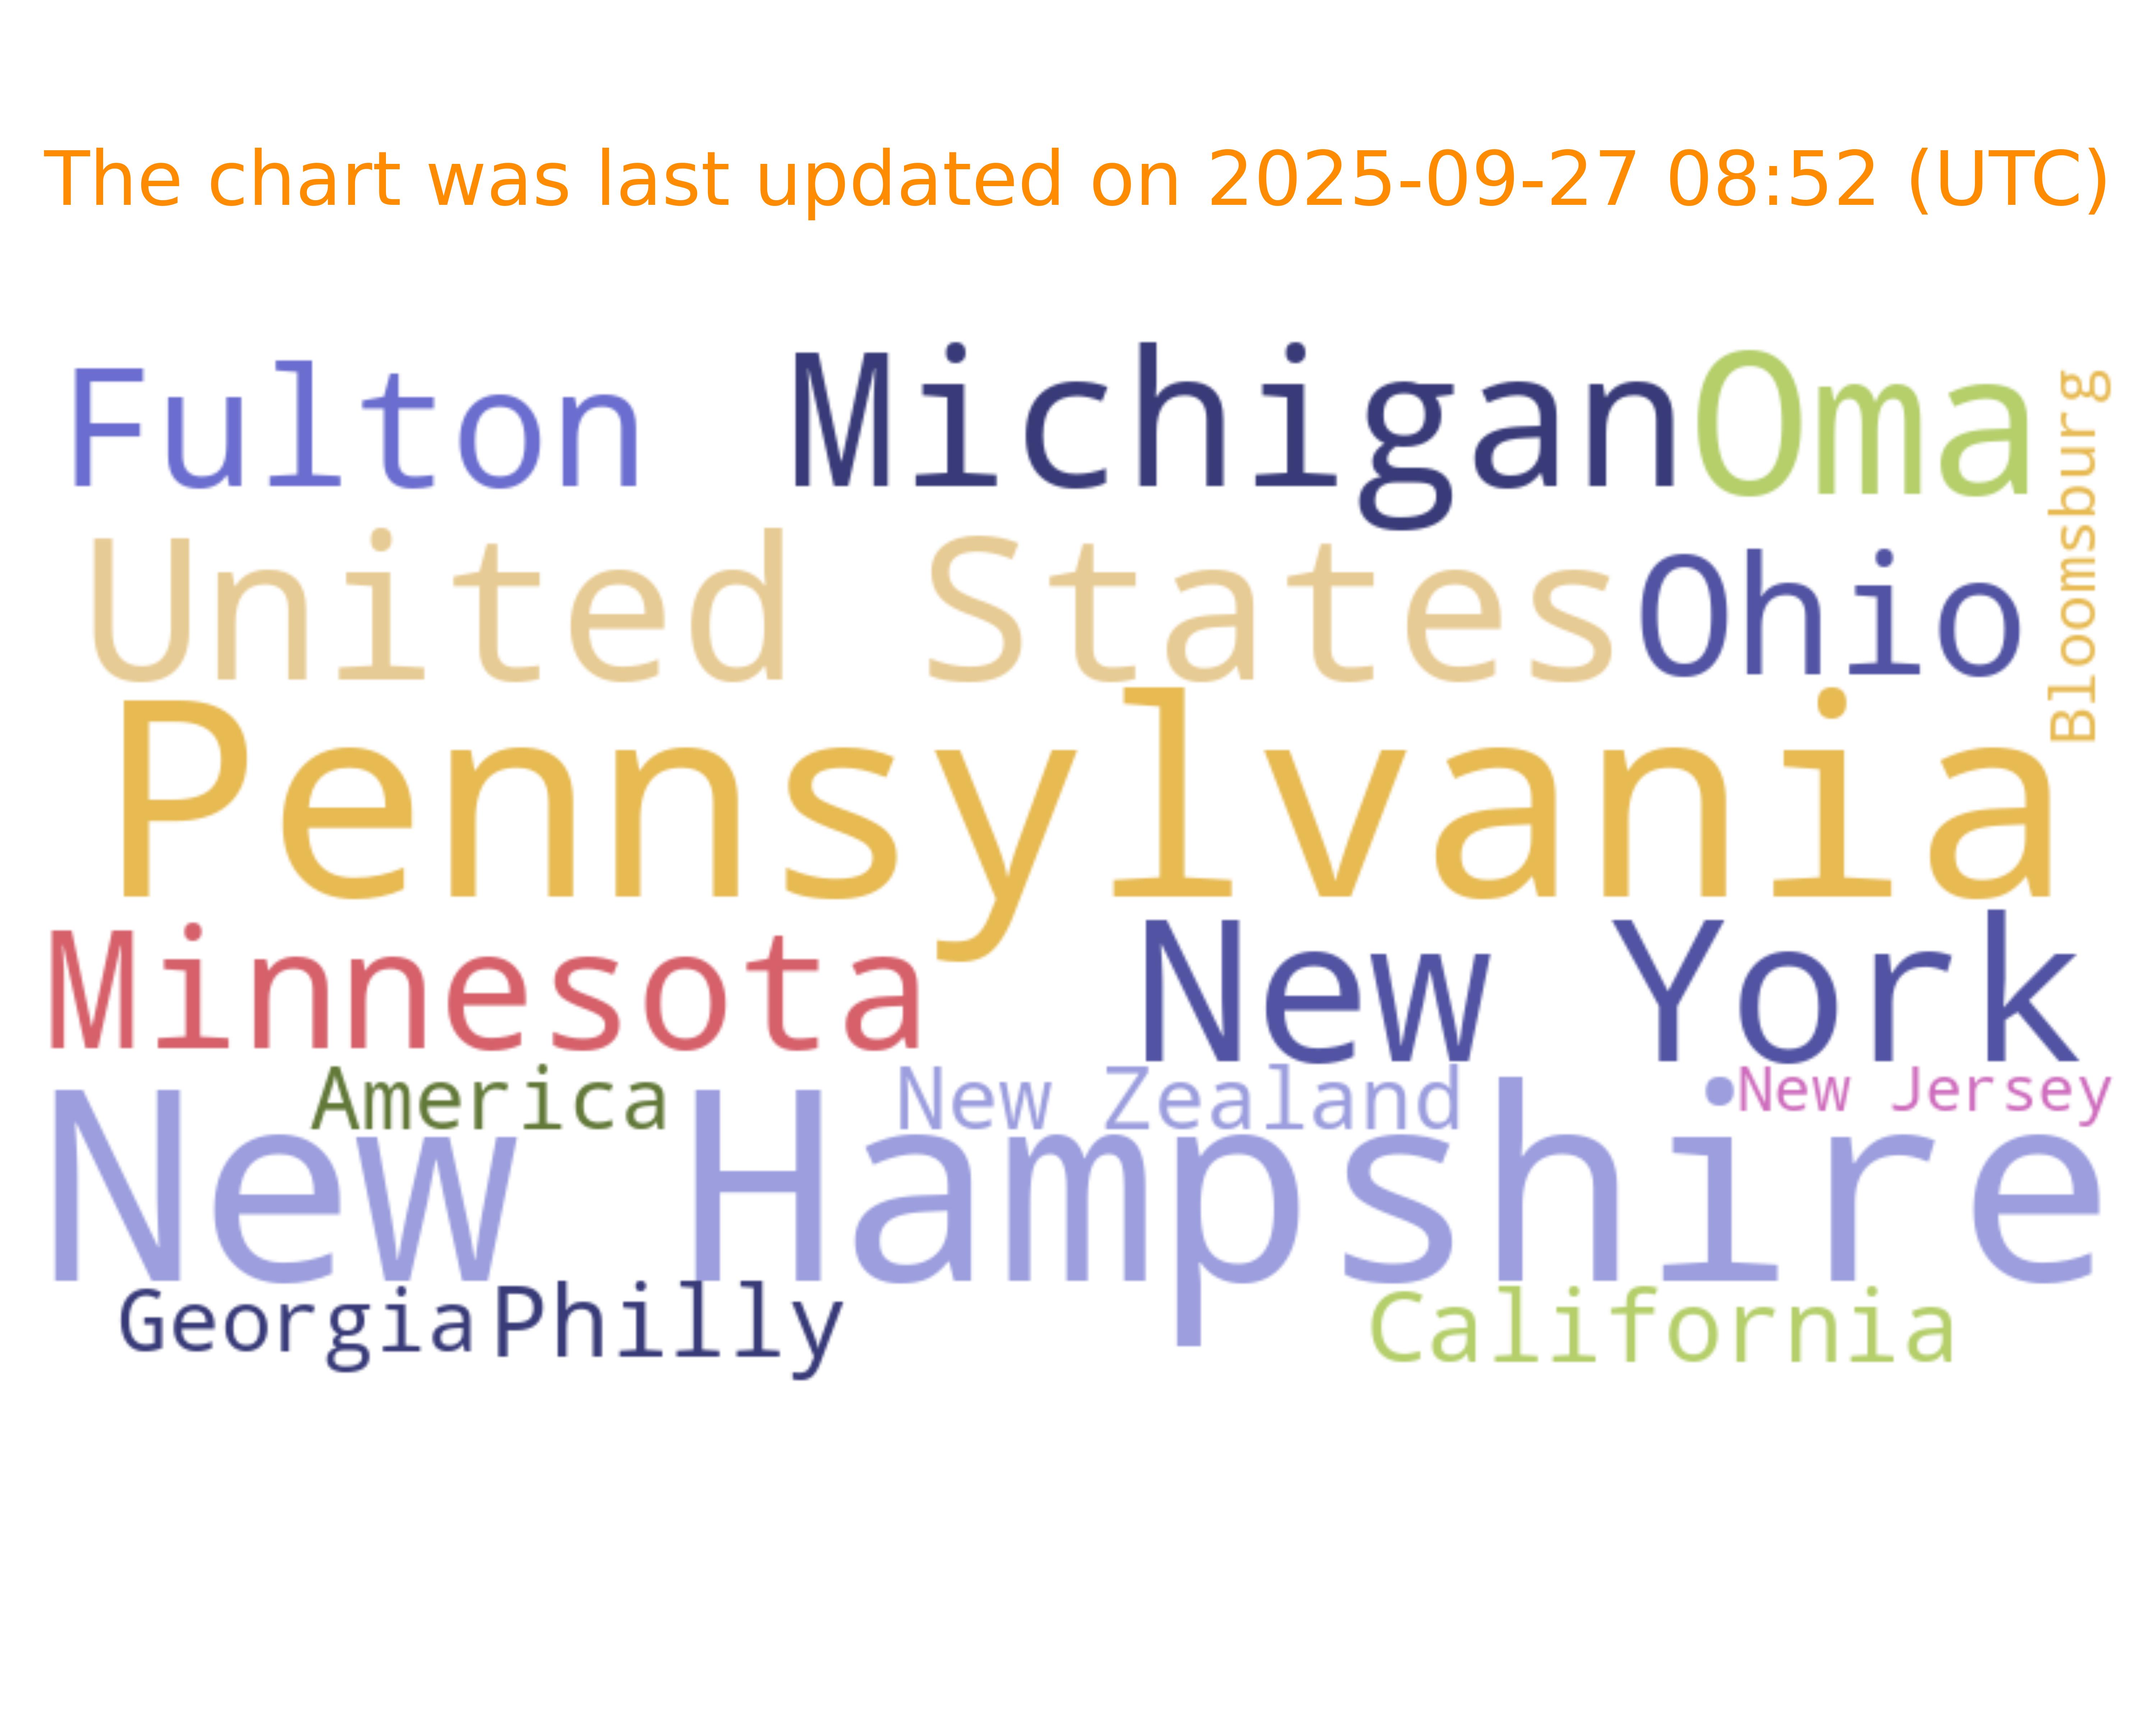 The chart was last updated on 2025-09-27 08:52 (UTC)
Fulton
Michigan
Oma
Bloomsburg
United States
Ohio
Pennsylvania
Minnesota
New York
America
New Zealand
New Jersey
New Hampshire
Georgia
Philly
California